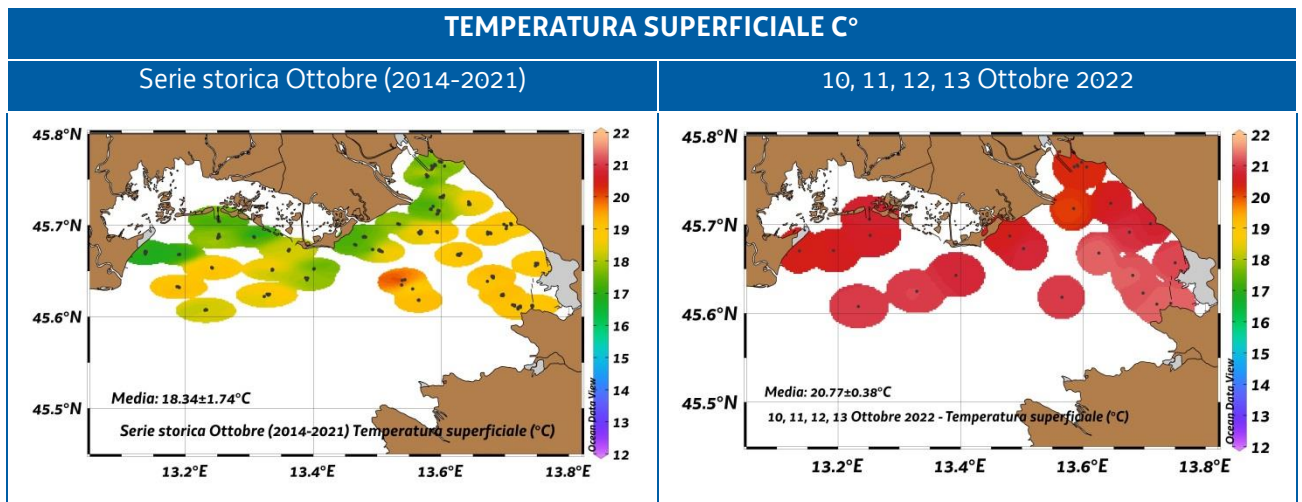 TEMPERATURA SUPERFICIALE C°
Serie storica Ottobre (2014-2021)
10, 11, 12, 13 Ottobre 2022
45.8°N
45.7°N
45.6°N
45.5°N
13.2°E
13.4°E
13.6°E
13.8°E
22
21
20
19
18
17
16
15
14
13
12
Ocean Data View
Media: 18.34±1.74°C
Serie storica Ottobre (2014-2021) Temperatura superficiale (°C)
45.8°N
45.7°N
45.6°N
45.5°N
13.2°E
13.4°E
13.6°E
13.8°E
22
21
20
19
18
17
16
15
14
13
12
Ocean Data View
Media: 20.77±0.38°C
10, 11, 12, 13 Ottobre 2022 - Temperatura superficiale (°C)